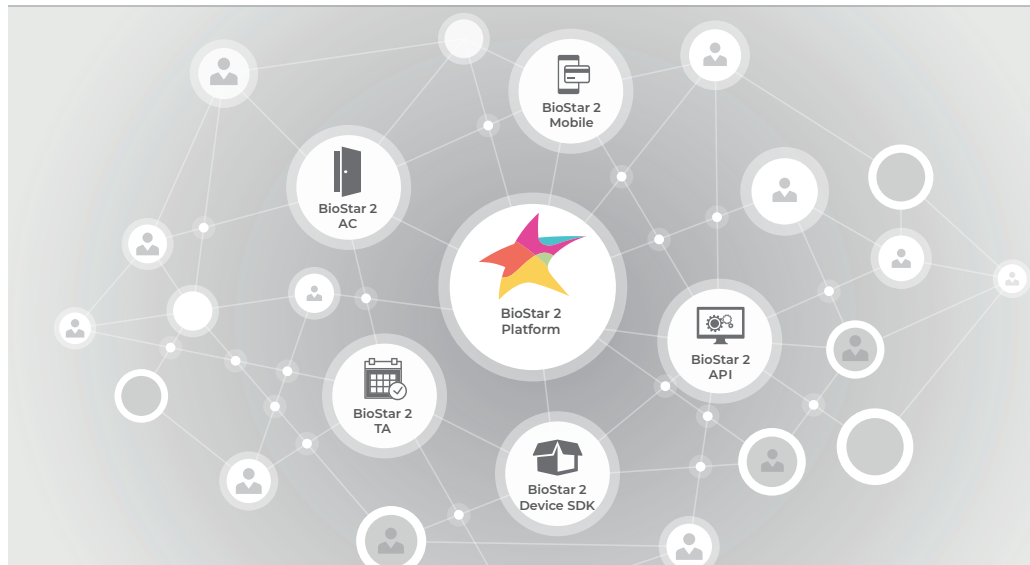 BioStar 2
Mobile
BioStar 2
AC
BioStar 2
Platform
BioStar 2
API
BioStar 2
TA
BioStar 2
Device SDK